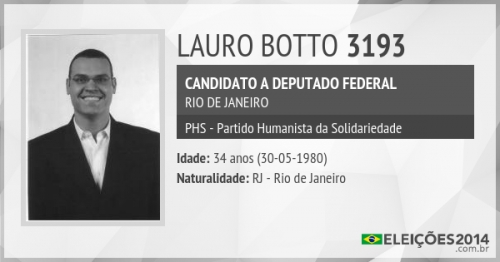 LAURO BOTTO 3193
CANDIDATO A DEPUTADO FEDERAL
RIO DE JANEIRO
PHS - Partido Humanista da Solidariedade
Idade: 34 anos (30-05-1980)
Naturalidade: RJ - Rio de Janeiro
ELEIÇÕES2014
.com.br